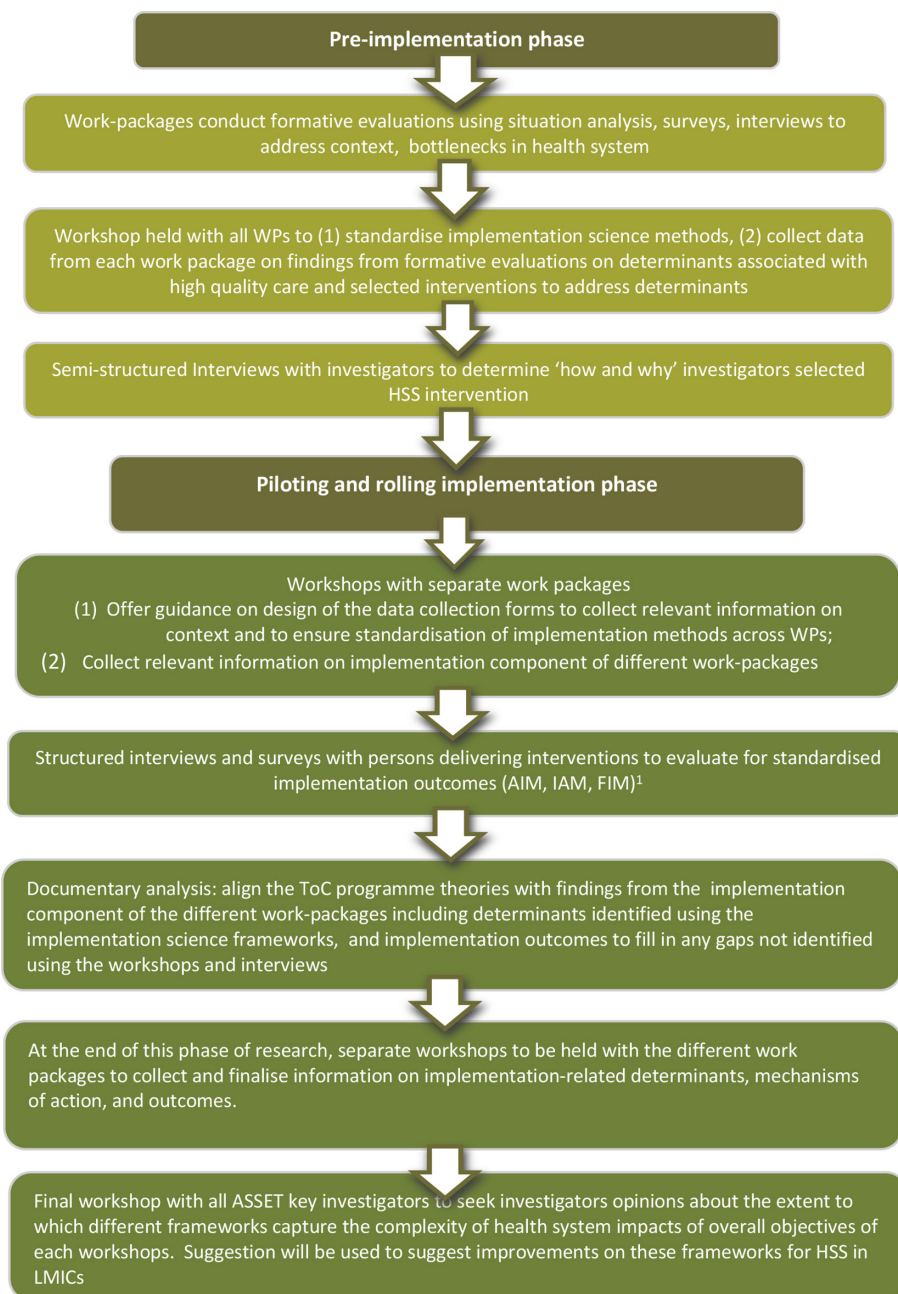 Pre-implementation phase
Work-packages conduct formative evaluations using situation analysis, surveys, interviews to
address context, bottlenecks in health system
Workshop held with all WPs to (1) standardise implementation science methods, (2) collect data
from each work package on findings from formative evaluations on determinants associated with
high quality care and selected interventions to address determinants
Semi-structured Interviews with investigators to determine ‘how and why’ investigators selected
HSS intervention
Piloting and rolling implementation phase
Workshops with separate work packages
(1) Offer guidance on design of the data collection forms to collect relevant information on
context and to ensure standardisation of implementation methods across WPs;
(2) Collect relevant information on implementation component of different work-packages
Structured interviews and surveys with persons delivering interventions to evaluate for standardised
implementation outcomes (AIM, IAM, FIM)¹
Documentary analysis: align the ToC programme theories with findings from the implementation
component of the different work-packages including determinants identified using the
implementation science frameworks, and implementation outcomes to fill in any gaps not identified
using the workshops and interviews
At the end of this phase of research, separate workshops to be held with the different work
packages to collect and finalise information on implementation-related determinants, mechanisms
of action, and outcomes.
Final workshop with all ASSET key investigators to seek investigators opinions about the extent to
which different frameworks capture the complexity of health system impacts of overall objectives of
each workshops. Suggestion will be used to suggest improvements on these frameworks for HSS in
LMICs